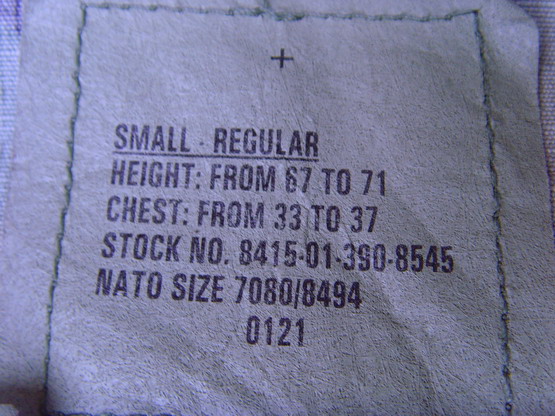 +
SMALL - REGULAR
HEIGHT: FROM 67 TO 71
CHEST: FROM 33 TO 37
STOCK NO. 8415-01-390-8545
NATO SIZE 7080/8494
0121